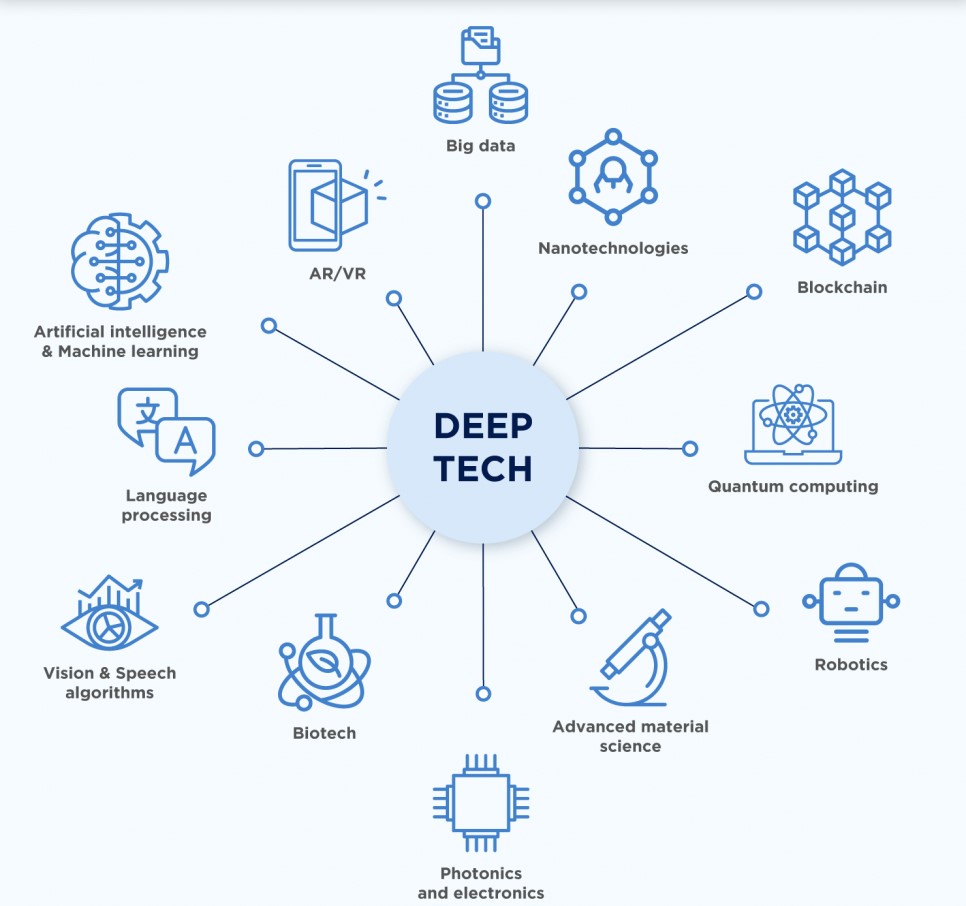 Big data
Nanotechnologies
AR/VR
Blockchain
Artificial intelligence
& Machine learning
DEEP
TECH
文
A
Language
processing
Quantum computing
Vision & Speech
algorithms
Robotics
Biotech
Advanced material
science
Photonics
and electronics